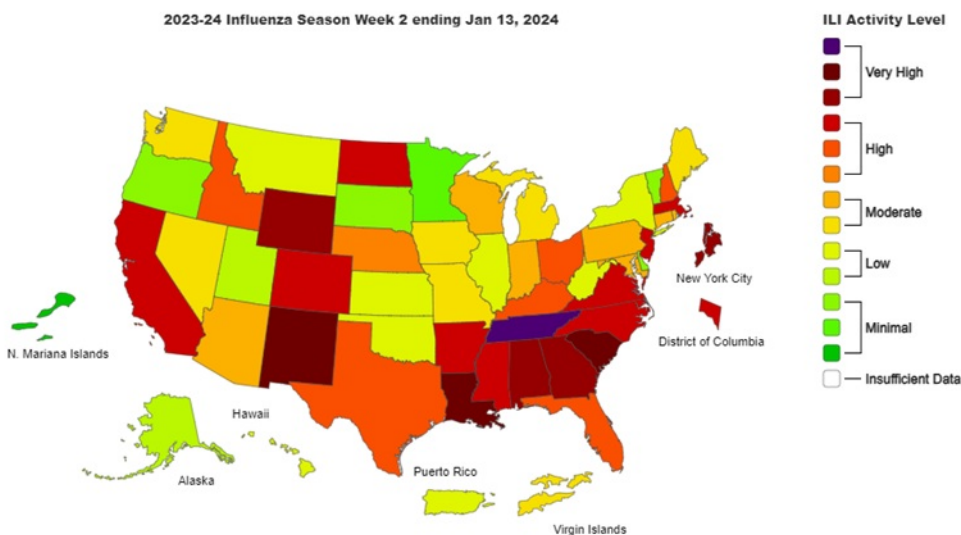 2023-24 Influenza Season Week 2 ending Jan 13, 2024
ILI Activity Level
Very High
High
Moderate
Low
Minimal
Insufficient Data
New York City
District of Columbia
N. Mariana Islands
Hawaii
Alaska
Puerto Rico
Virgin Islands